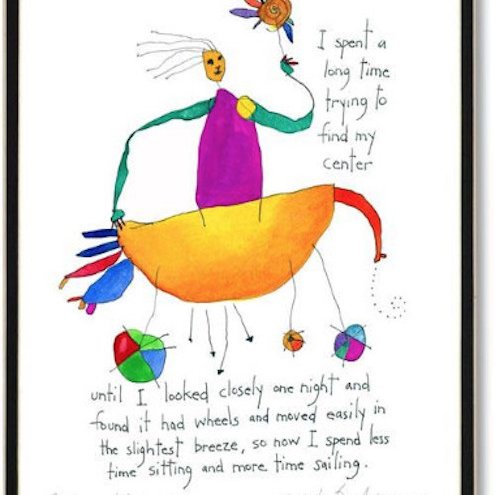 I spent a
long time
trying to
find my
center
until I looked closely one night and
found it had wheels and moved easily in
the slightest breeze, so now I spend less
time sitting and more time sailing.